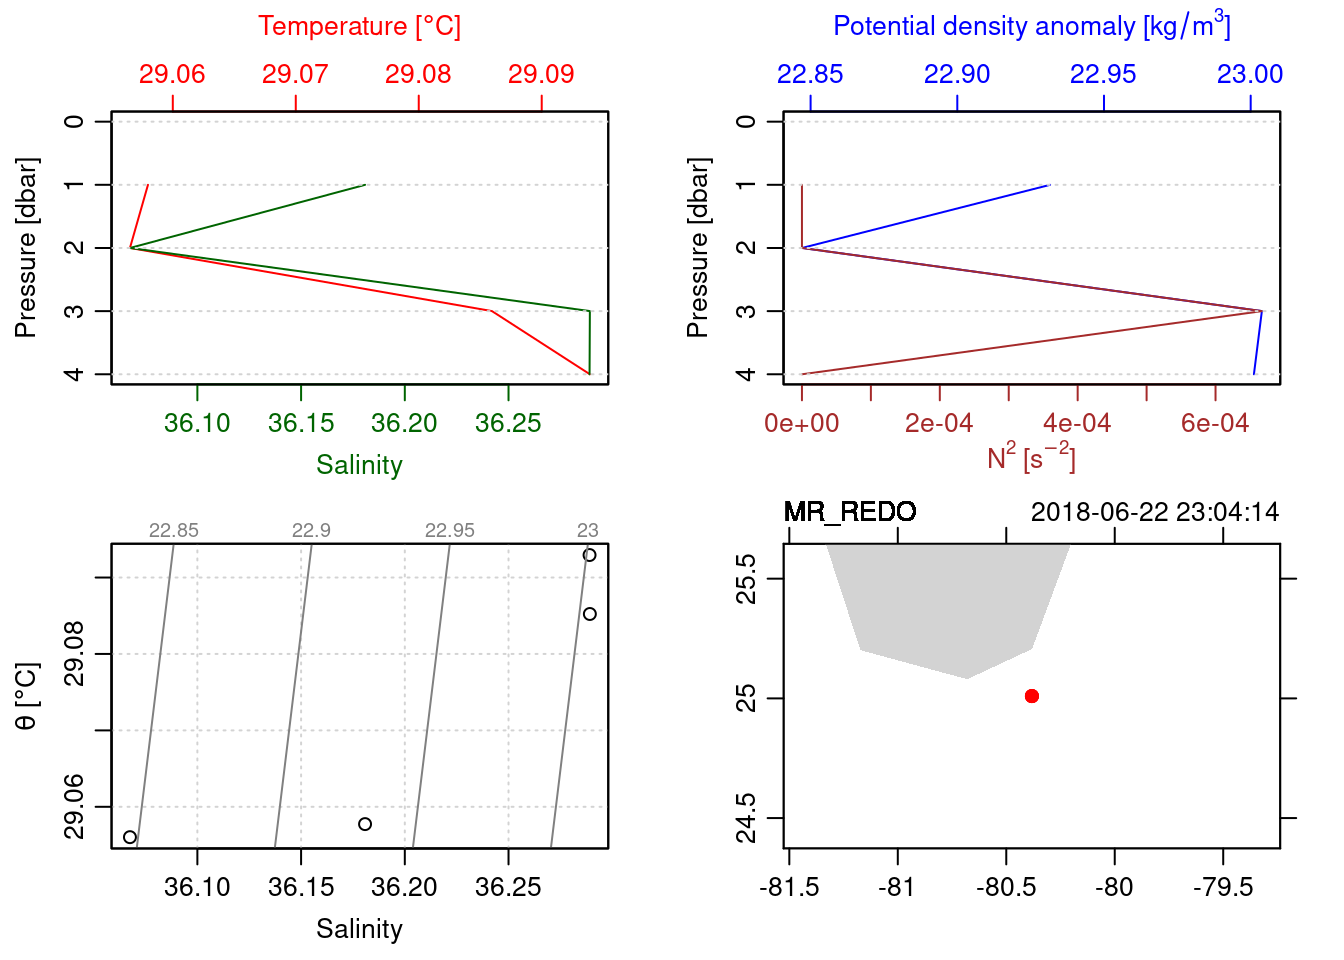 Temperature [°C]
29.06 29.07 29.08 29.09
0
1
2
3
4
Pressure [dbar]
36.10 36.15 36.20 36.25
Salinity
Potential density anomaly [kg/m³]
22.85 22.90 22.95 23.00
0
1
2
3
4
Pressure [dbar]
0e+00 2e-04 4e-04 6e-04
N² [s⁻²]
22.85 22.9 22.95 23
29.08
29.06
θ [°C]
36.10 36.15 36.20 36.25
Salinity
MR_REDO 2018-06-22 23:04:14
25.5
25
24.5
-81.5 -81 -80.5 -80 -79.5